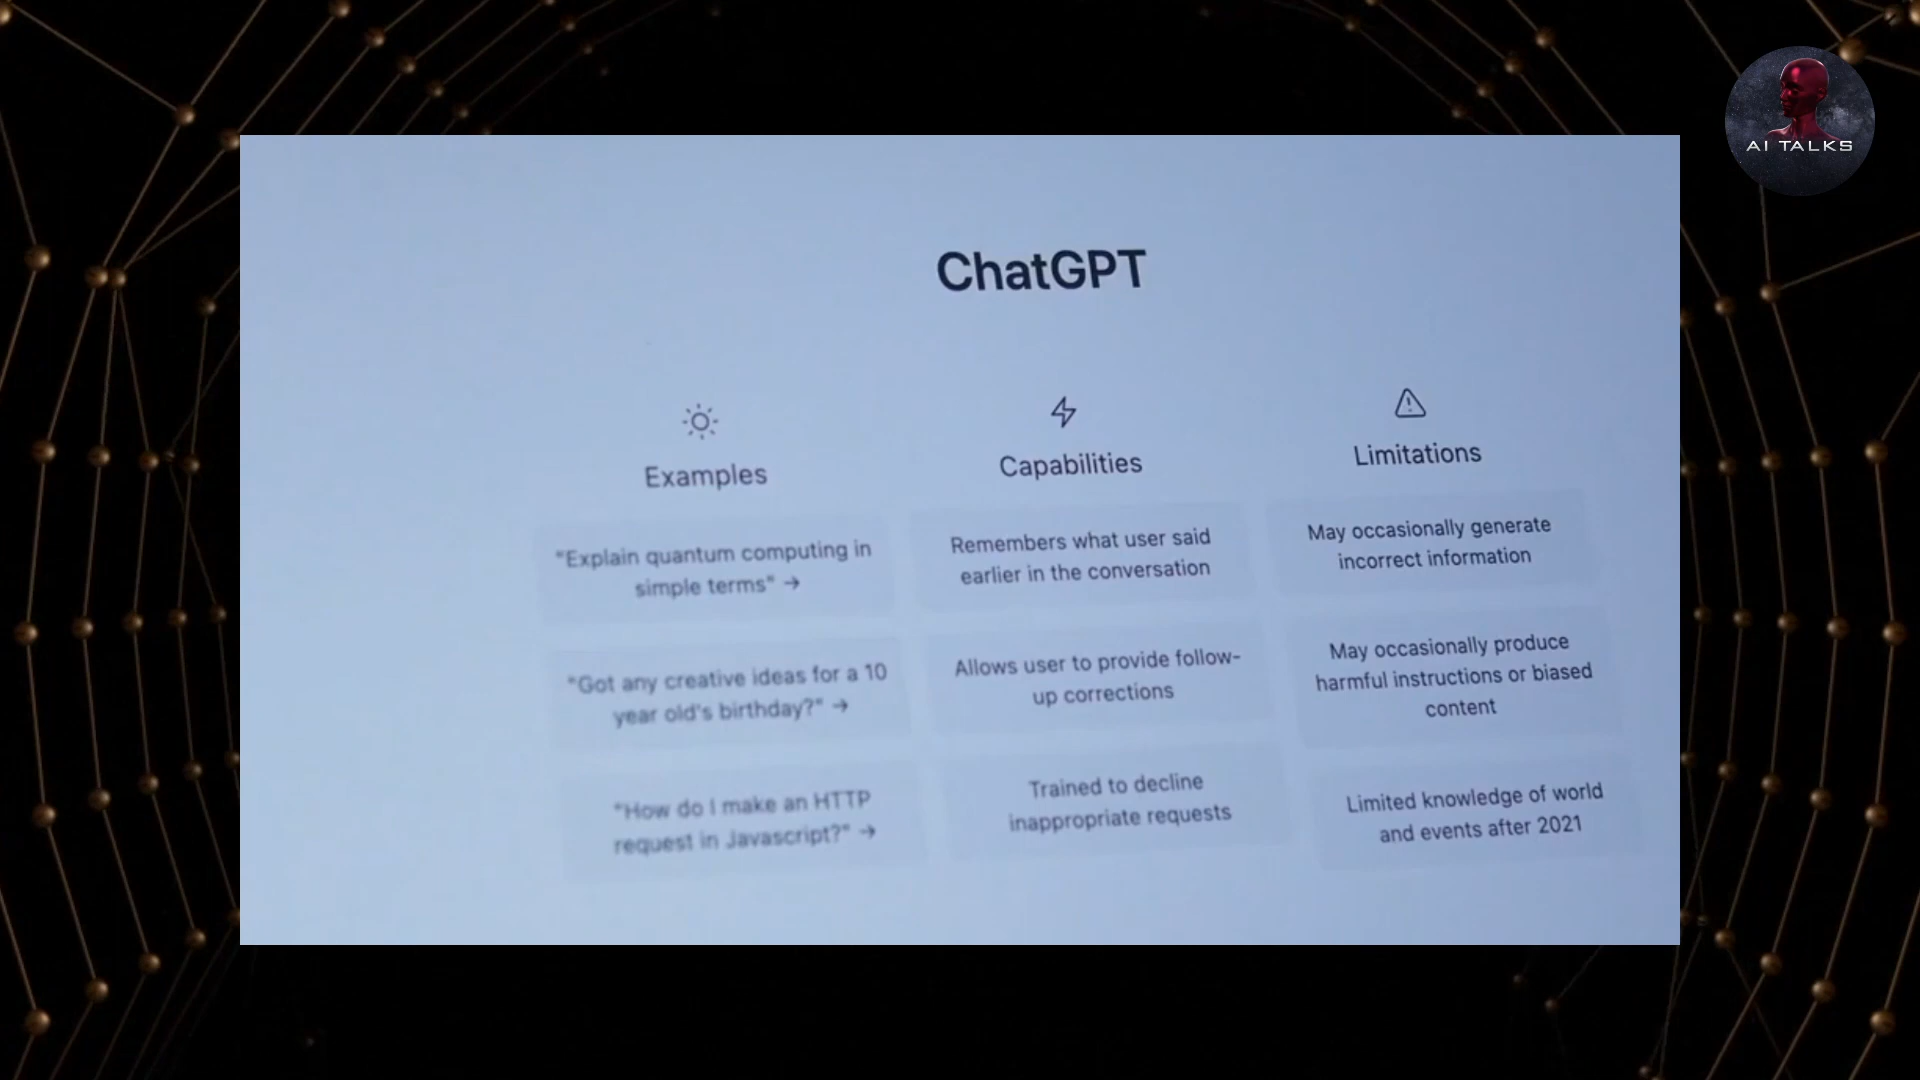 AI TALKS
ChatGPT
Examples
"Explain quantum computing in
simple terms" →
"Got any creative ideas for a 10
year old's birthday?" →
"How do I make an HTTP
request in Javascript?" →
Capabilities
Remembers what user said
earlier in the conversation
Allows user to provide follow-
up corrections
Trained to decline
inappropriate requests
Limitations
May occasionally generate
incorrect information
May occasionally produce
harmful instructions or biased
content
Limited knowledge of world
and events after 2021